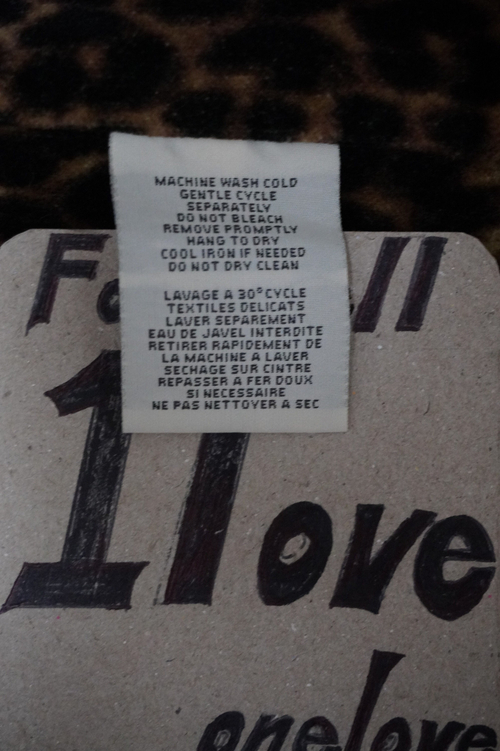 MACHINE WASH COLD
GENTLE CYCLE
SEPARATELY
DO NOT BLEACH
REMOVE PROMPTLY
HANG TO DRY
COOL IRON IF NEEDED
DO NOT DRY CLEAN
LAVAGE A 30° CYCLE
TEXTILES DELICATS
LAVER SEPAREMENT
EAU DE JAVEL INTERDITE
RETIRER RAPIDEMENT DE
LA MACHINE A LAVER
SECHAGE SUR CINTRE
REPASSER A FER DOUX
SI NECESSAIRE
NE PAS NETTOYER A SEC
1love
onelove